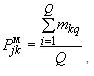 P_{jk}^{м} = \frac{\sum_{i=1}^{Q} m_{kq}}{Q},